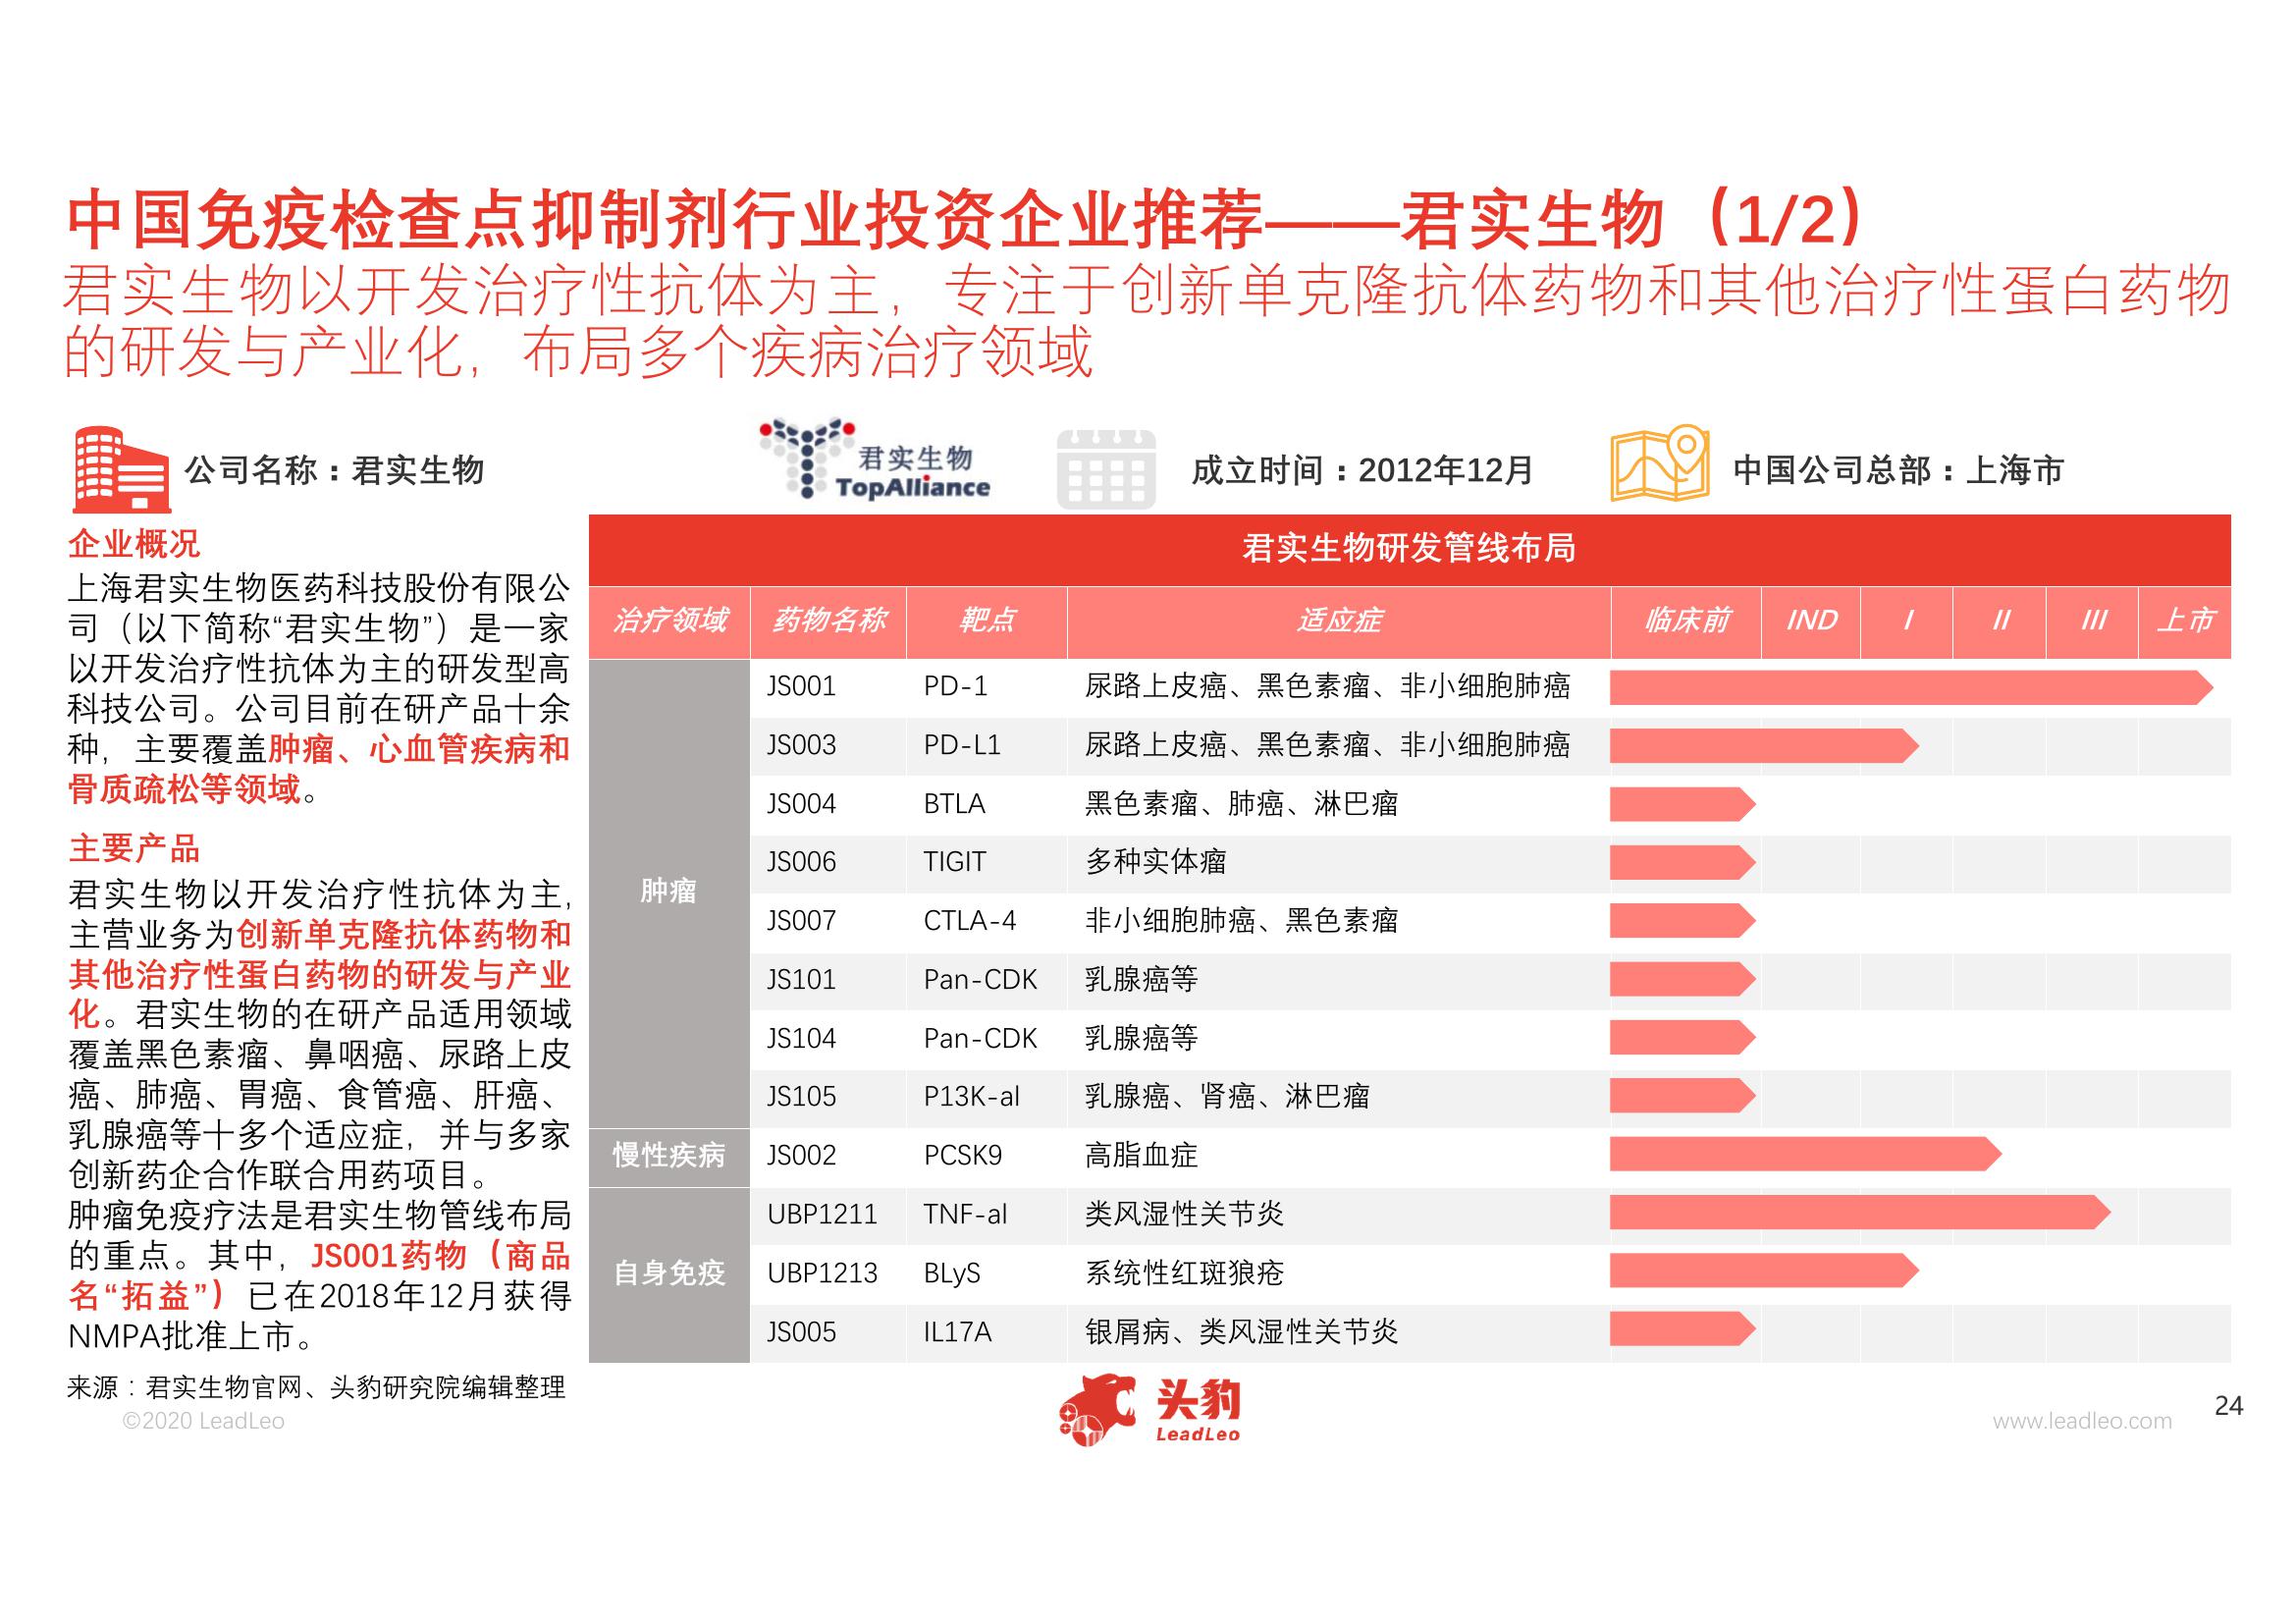 中国免疫检查点抑制剂行业投资企业推荐——君实生物（1/2）
君实生物以开发治疗性抗体为主，专注于创新单克隆抗体药物和其他治疗性蛋白药物
的研发与产业化，布局多个疾病治疗领域
公司名称：君实生物
君实生物
TopAlliance
成立时间：2012年12月
中国公司总部：上海市
企业概况
上海君实生物医药科技股份有限公
司（以下简称“君实生物”）是一家
以开发治疗性抗体为主的研发型高
科技公司。公司目前在研产品十余
种，主要覆盖肿瘤、心血管疾病和
骨质疏松等领域。
主要产品
君实生物以开发治疗性抗体为主，
主营业务为创新单克隆抗体药物和
其他治疗性蛋白药物的研发与产业
化。君实生物的在研产品适用领域
覆盖黑色素瘤、鼻咽癌、尿路上皮
癌、肺癌、胃癌、食管癌、肝癌、
乳腺癌等十多个适应症，并与多家
创新药企合作联合用药项目。
肿瘤免疫疗法是君实生物管线布局
的重点。其中，JS001药物（商品
名“拓益”）已在2018年12月获得
NMPA批准上市。
君实生物研发管线布局
治疗领域 药物名称 靶点 适应症 临床前 IND I II III 上市
肿瘤
JS001 PD-1 尿路上皮癌、黑色素瘤、非小细胞肺癌
JS003 PD-L1 尿路上皮癌、黑色素瘤、非小细胞肺癌
JS004 BTLA 黑色素瘤、肺癌、淋巴瘤
JS006 TIGIT 多种实体瘤
JS007 CTLA-4 非小细胞肺癌、黑色素瘤
JS101 Pan-CDK 乳腺癌等
JS104 Pan-CDK 乳腺癌等
JS105 P13K-al 乳腺癌、肾癌、淋巴瘤
慢性疾病 JS002 PCSK9 高脂血症
自身免疫
UBP1211 TNF-al 类风湿性关节炎
UBP1213 BLyS 系统性红斑狼疮
JS005 IL17A 银屑病、类风湿性关节炎
来源：君实生物官网、头豹研究院编辑整理
©2020 LeadLeo
头豹
LeadLeo
www.leadleo.com
24